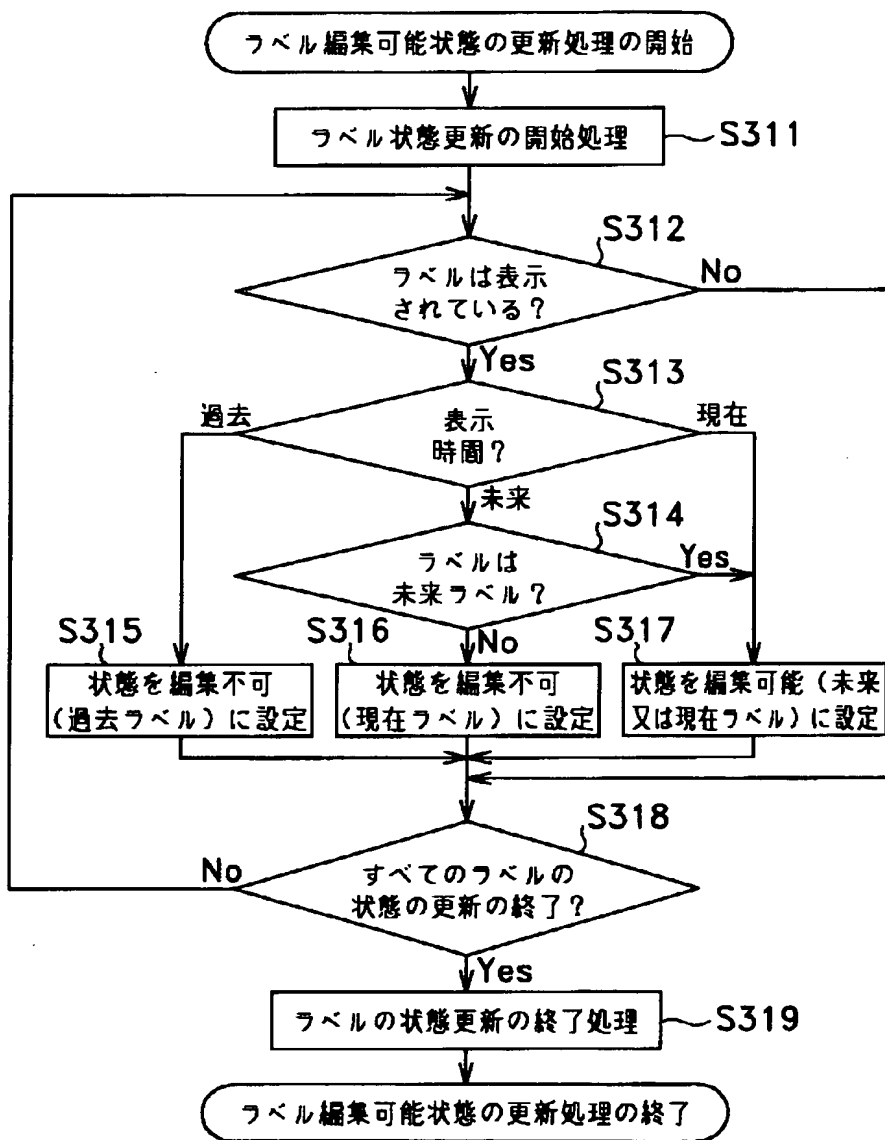 ラベル編集可能状態の更新処理の開始
ラベル状態更新の開始処理
S311
S312
ラベルは表示
されている?
No
Yes
S313
過去
表示
時間?
現在
未来
S314
ラベルは
未来ラベル?
Yes
No
S315
状態を編集不可
(過去ラベル)に設定
S316
状態を編集不可
(現在ラベル)に設定
S317
状態を編集可能(未来
又は現在ラベル)に設定
S318
No
すべてのラベルの
状態の更新の終了?
Yes
ラベルの状態更新の終了処理
S319
ラベル編集可能状態の更新処理の終了